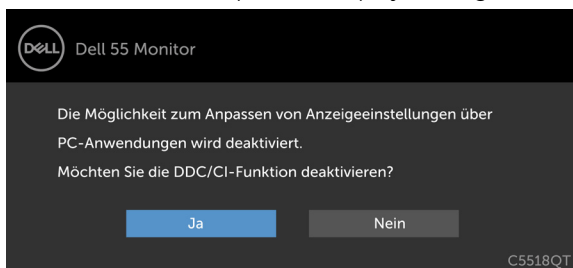 DELL Dell 55 Monitor
Die Möglichkeit zum Anpassen von Anzeigeeinstellungen über
PC-Anwendungen wird deaktiviert.
Möchten Sie die DDC/CI-Funktion deaktivieren?
Ja Nein
C5518QT